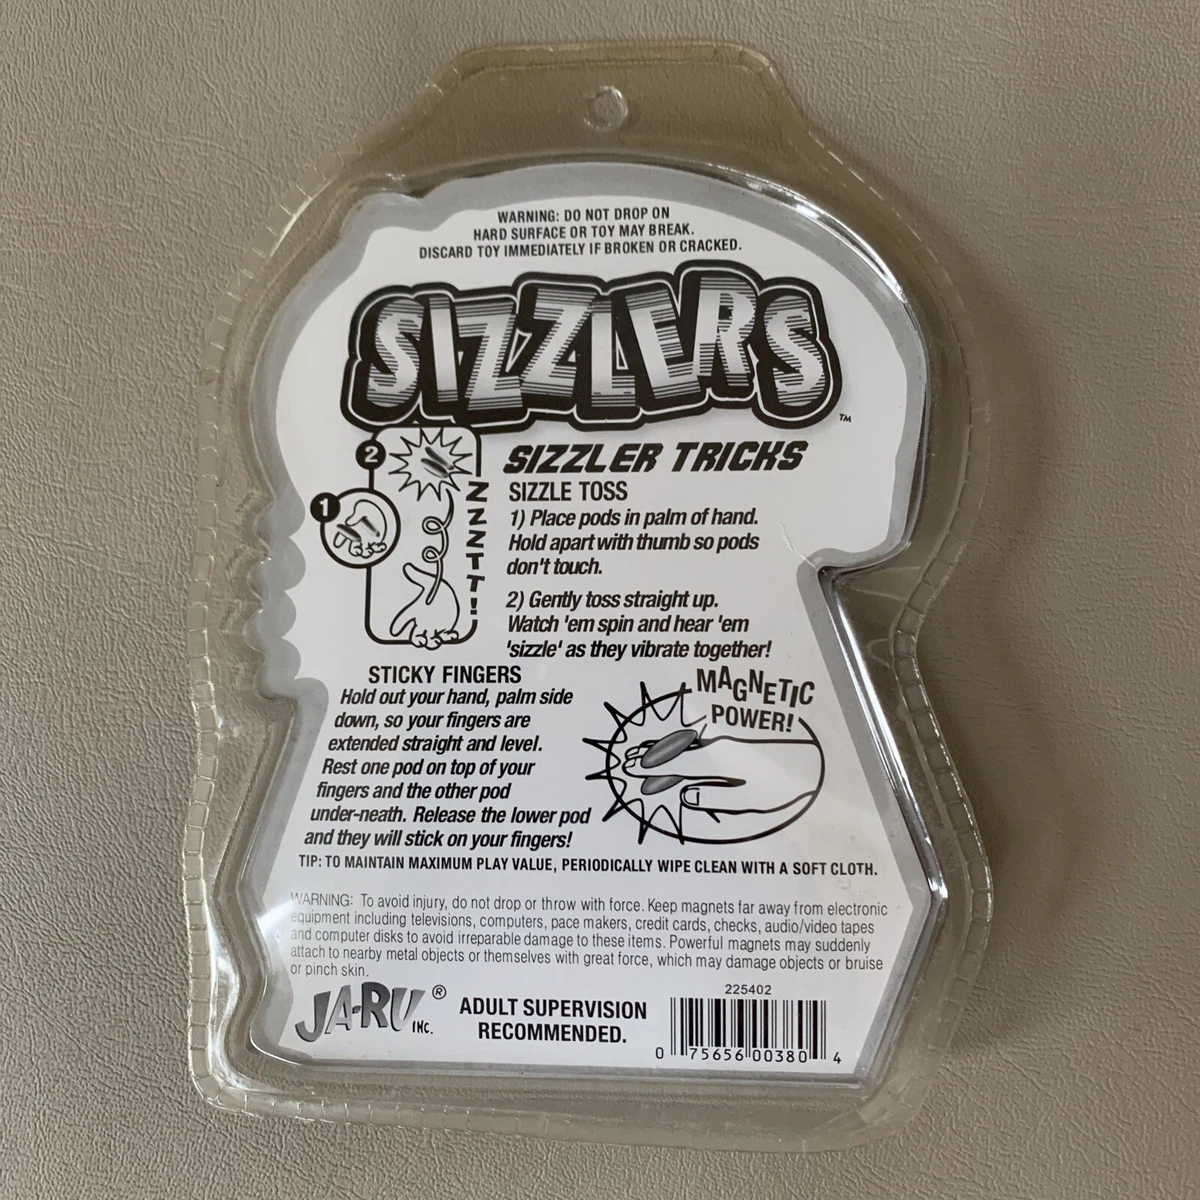 WARNING: DO NOT DROP ON
HARD SURFACE OR TOY MAY BREAK.
DISCARD TOY IMMEDIATELY IF BROKEN OR CRACKED.
SIZZLERS
TM
SIZZLER TRICKS
2
1
ZZZTT!
SIZZLE TOSS
1) Place pods in palm of hand.
Hold apart with thumb so pods
don't touch.
2) Gently toss straight up.
Watch 'em spin and hear 'em
'sizzle' as they vibrate together!
STICKY FINGERS
Hold out your hand, palm side
down, so your fingers are
extended straight and level.
Rest one pod on top of your
fingers and the other pod
under-neath. Release the lower pod
and they will stick on your fingers!
MAGNETIC
POWER!
TIP: TO MAINTAIN MAXIMUM PLAY VALUE, PERIODICALLY WIPE CLEAN WITH A SOFT CLOTH.
WARNING: To avoid injury, do not drop or throw with force. Keep magnets far away from electronic
equipment including televisions, computers, pace makers, credit cards, checks, audio/video tapes
and computer disks to avoid irreparable damage to these items. Powerful magnets may suddenly
attach to nearby metal objects or themselves with great force, which may damage objects or bruise
or pinch skin.
JA-RU® INC.
ADULT SUPERVISION
RECOMMENDED.
225402
0 75656 00380 4